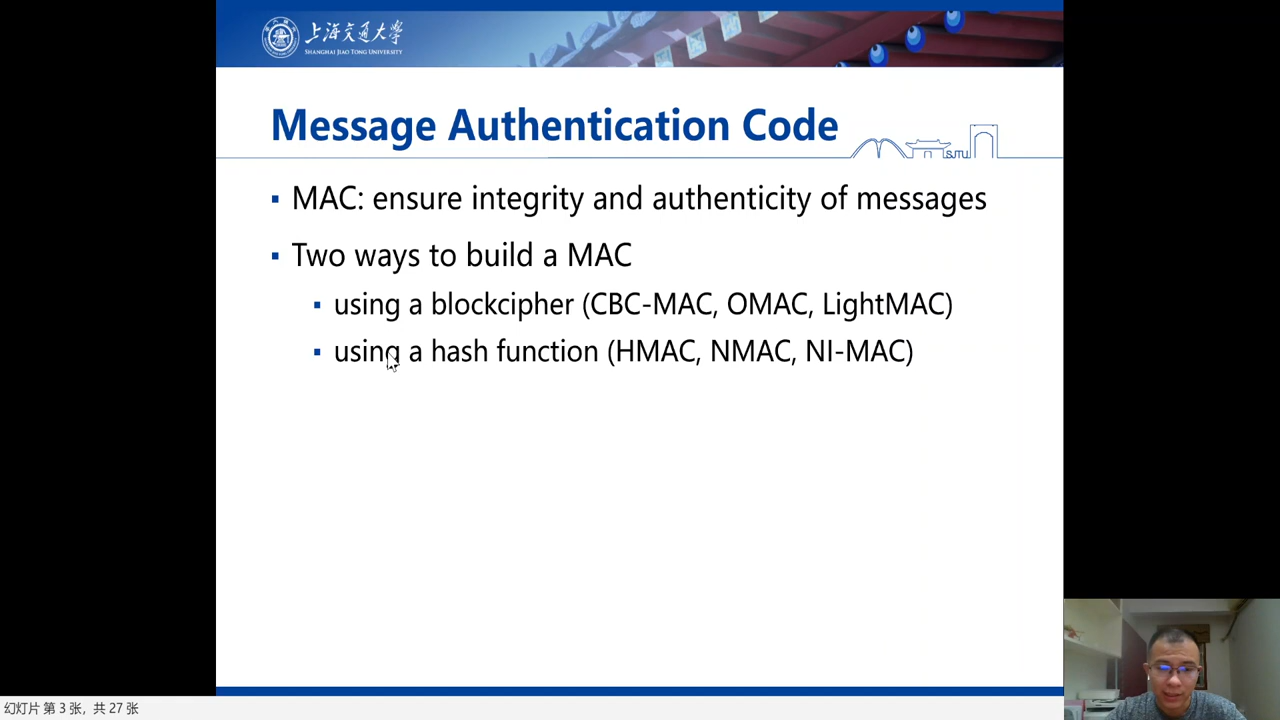 上海交通大学
SHANGHAI JIAO TONG UNIVERSITY
Message Authentication Code
SJTU
▪ MAC: ensure integrity and authenticity of messages
▪ Two ways to build a MAC
▪ using a blockcipher (CBC-MAC, OMAC, LightMAC)
▪ using a hash function (HMAC, NMAC, NI-MAC)
幻灯片 第 3 张，共 27 张